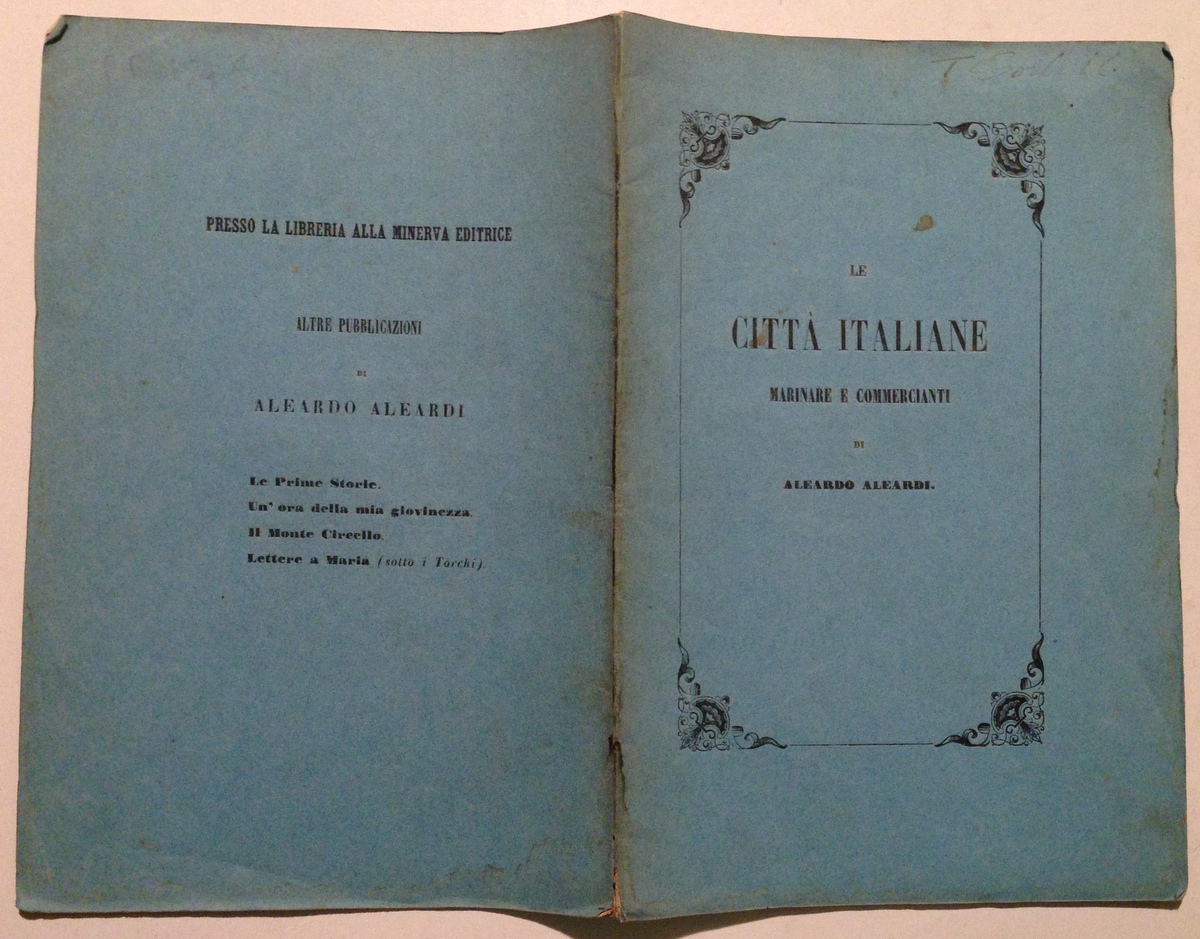 PRESSO LA LIBRERIA ALLA MINERVA EDITRICE
ALTRE PUBBLICAZIONI
DI
ALEARDO ALEARDI
Le Prime Storie.
Un' ora della mia giovinezza.
Il Monte Circello.
Lettere a Maria (sotto i Torchi).
LE
CITTÀ ITALIANE
MARINARE E COMMERCIANTI
DI
ALEARDO ALEARDI.